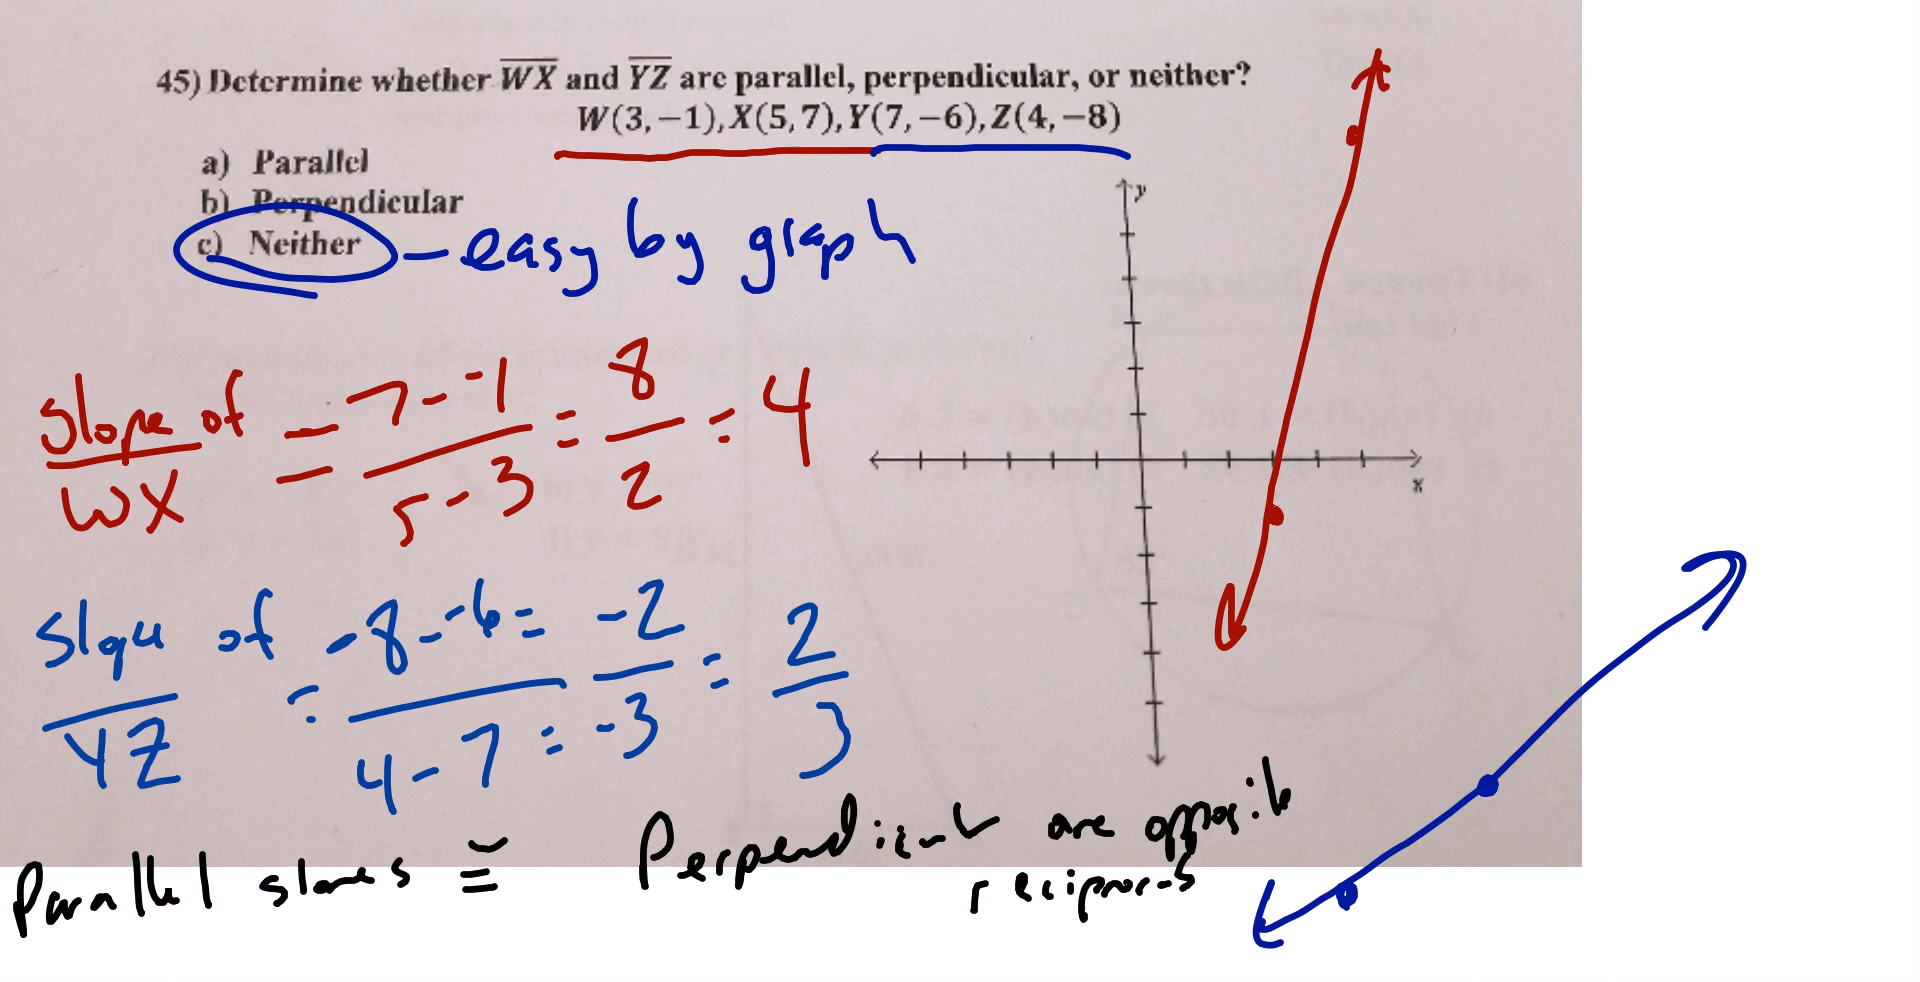 45) Determine whether WX and YZ are parallel, perpendicular, or neither?
W(3,−1),X(5,7),Y(7,−6),Z(4,−8)
a) Parallel
b) Perpendicular
c) Neither – easy by graph
y
x
Slope of WX = 7 - -1 / 5 - 3 = 8/2 = 4
Slope of YZ = -8 - -6 / 4 - 7 = -2/-3 = 2/3
Parallel slopes ≅
Perpendicular are opposite
reciprocals